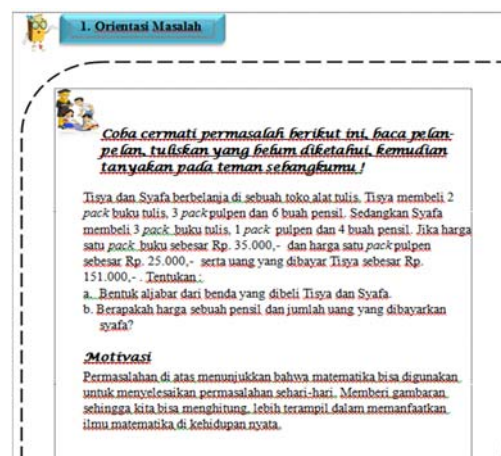 1. Orientasi Masalah
Coba cermati permasalah berikut ini, baca pelan-
pelan, tuliskan yang belum diketahui, kemudian
tanyakan pada teman sebangkumu !
Tisya dan Syafa berbelanja di sebuah toko alat tulis. Tisya membeli 2
pack buku tulis, 3 pack pulpen dan 6 buah pensil. Sedangkan Syafa
membeli 3 pack buku tulis, 1 pack pulpen dan 4 buah pensil. Jika harga
satu pack buku sebesar Rp. 35.000,- dan harga satu pack pulpen
sebesar Rp. 25.000,- serta uang yang dibayar Tisya sebesar Rp.
151.000,- . Tentukan :
a. Bentuk aljabar dari benda yang dibeli Tisya dan Syafa.
b. Berapakah harga sebuah pensil dan jumlah uang yang dibayarkan
syafa?
Motivasi
Permasalahan di atas menunjukkan bahwa matematika bisa digunakan
untuk menyelesaikan permasalahan sehari-hari. Memberi gambaran
sehingga kita bisa menghitung, lebih terampil dalam memanfaatkan
ilmu matematika di kehidupan nyata.